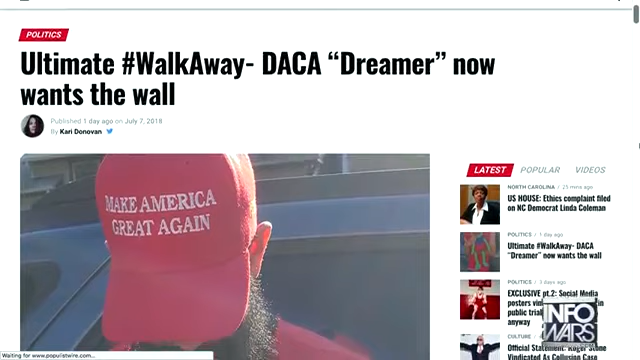 POLITICS
Ultimate #WalkAway- DACA “Dreamer” now
wants the wall
Published 1 day ago on July 7, 2018
By Kari Donovan
MAKE AMERICA
GREAT AGAIN
LATEST POPULAR VIDEOS
NORTH CAROLINA / 25 mins ago
US HOUSE: Ethics complaint filed
on NC Democrat Linda Coleman
POLITICS / 1 day ago
Ultimate #WalkAway- DACA
“Dreamer” now wants the wall
POLITICS / 3 days ago
EXCLUSIVE pt.2: Social Media
posters in
public trial
anyway
CULTURE
Official Statement: Roger Stone
Vindicated As Collusion Case
INFO
WARS
Waiting for www.populistwire.com...